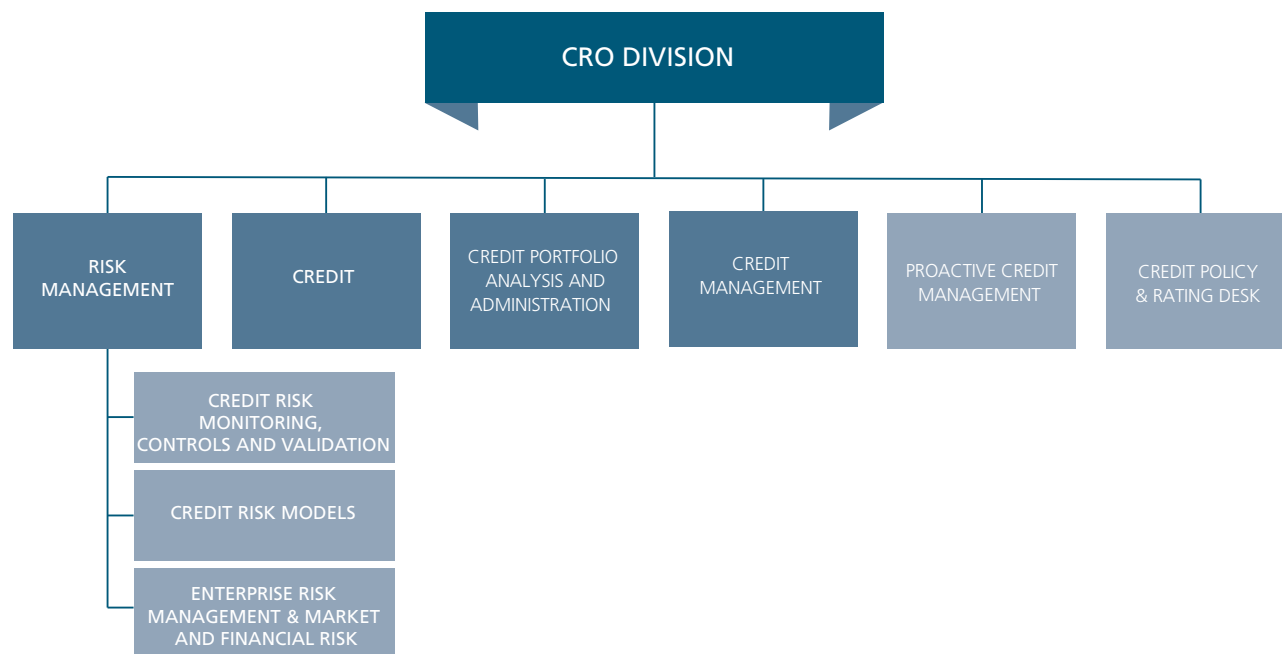 CRO DIVISION
RISK
MANAGEMENT
CREDIT
CREDIT PORTFOLIO
ANALYSIS AND
ADMINISTRATION
CREDIT
MANAGEMENT
PROACTIVE CREDIT
MANAGEMENT
CREDIT POLICY
& RATING DESK
CREDIT RISK
MONITORING,
CONTROLS AND VALIDATION
CREDIT RISK MODELS
ENTERPRISE RISK
MANAGEMENT & MARKET
AND FINANCIAL RISK